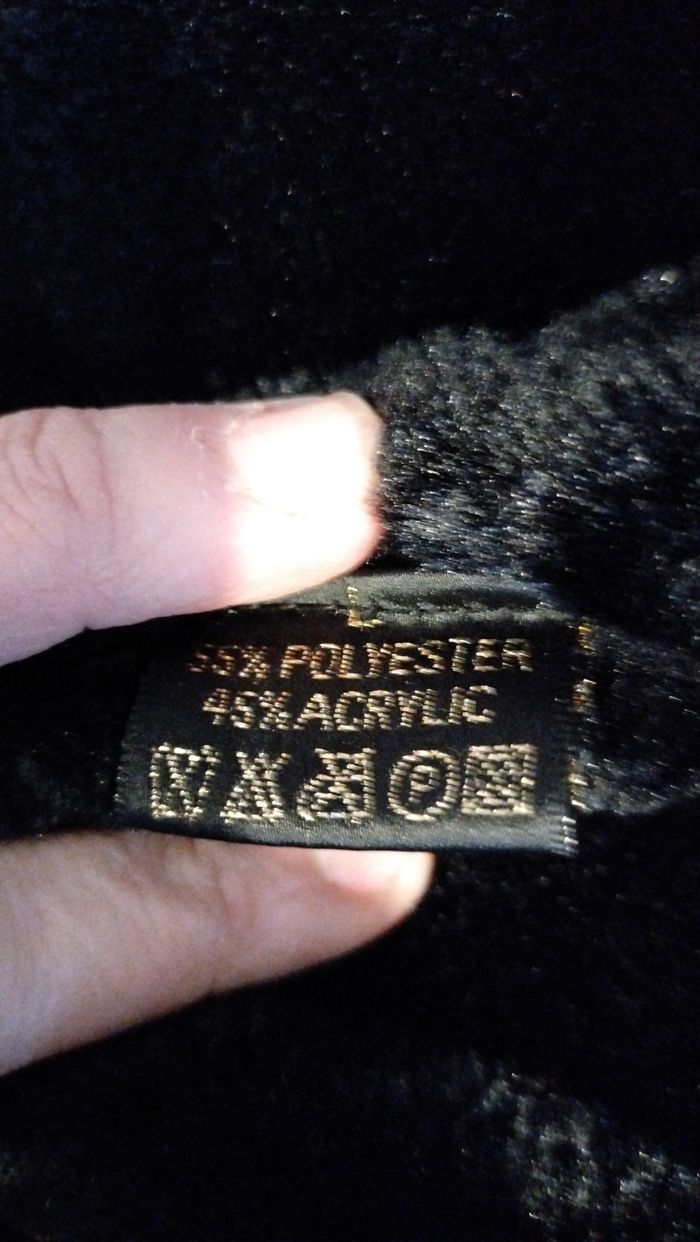 L
55% POLYESTER
45% ACRYLIC
P